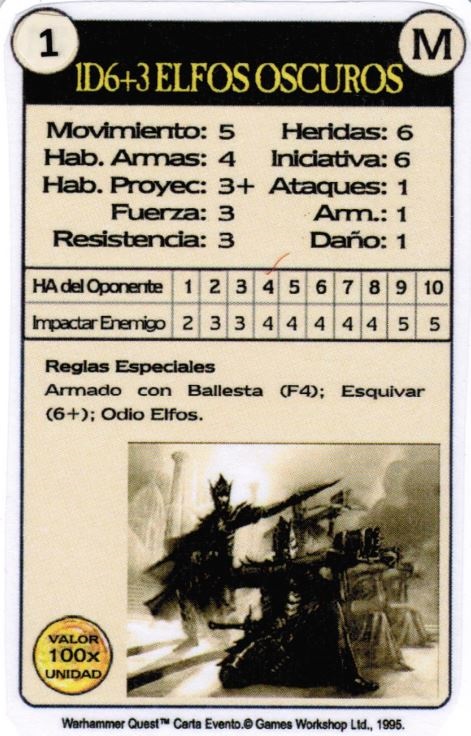 1
M
1D6+3 ELFOS OSCUROS
Movimiento: 5 Heridas: 6
Hab. Armas: 4 Iniciativa: 6
Hab. Proyec: 3+ Ataques: 1
Fuerza: 3 Arm.: 1
Resistencia: 3 Daño: 1
HA del Oponente 1 2 3 4 5 6 7 8 9 10
Impactar Enemigo 2 3 3 4 4 4 4 4 5 5
Reglas Especiales
Armado con Ballesta (F4); Esquivar
(6+); Odio Elfos.
VALOR
100x
UNIDAD
Warhammer Quest™ Carta Evento.© Games Workshop Ltd., 1995.